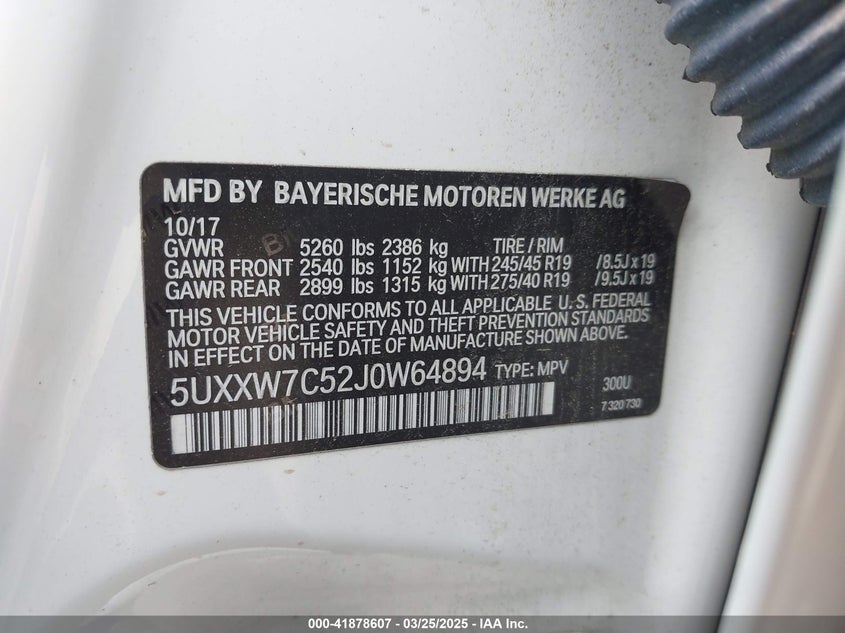 MFD BY BAYERISCHE MOTOREN WERKE AG
10/17
GVWR 5260 lbs 2386 kg TIRE / RIM
GAWR FRONT 2540 lbs 1152 kg WITH 245/45 R19 /8.5J x 19
GAWR REAR 2899 lbs 1315 kg WITH 275/40 R19 /9.5J x 19
THIS VEHICLE CONFORMS TO ALL APPLICABLE U.S. FEDERAL
MOTOR VEHICLE SAFETY AND THEFT PREVENTION STANDARDS
IN EFFECT ON THE DATE OF MANUFACTURE SHOWN ABOVE.
5UXXW7C52J0W64894 TYPE: MPV 300U
7 320 730
000-41878607 / 03/25/2025 - IAA Inc.